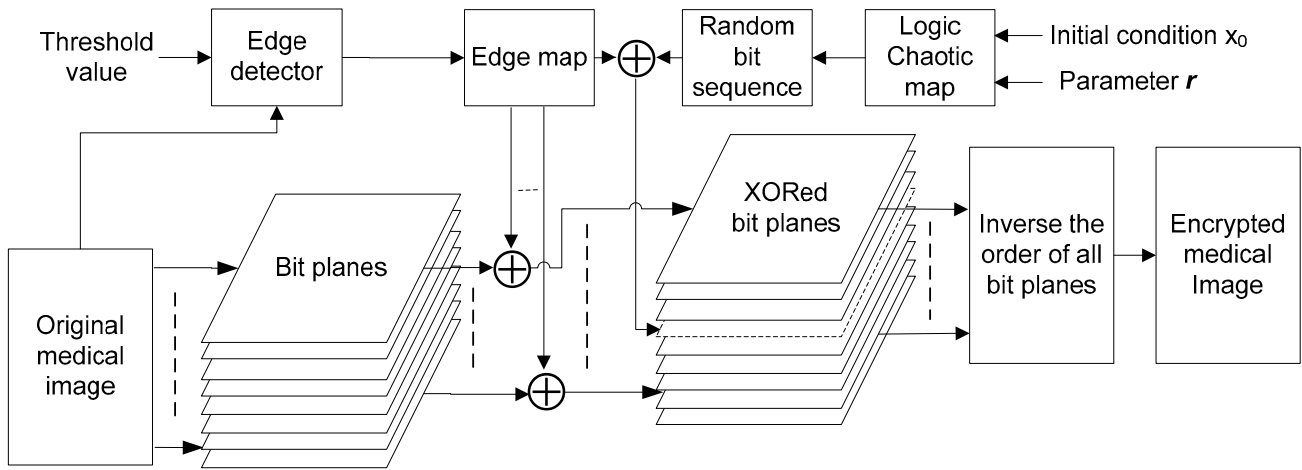 Threshold
value
Edge
detector
Edge map
Random
bit
sequence
Logic
Chaotic
map
Initial condition x₀
Parameter r
Original
medical
image
Bit planes
XORed
bit planes
Inverse the
order of all
bit planes
Encrypted
medical
Image